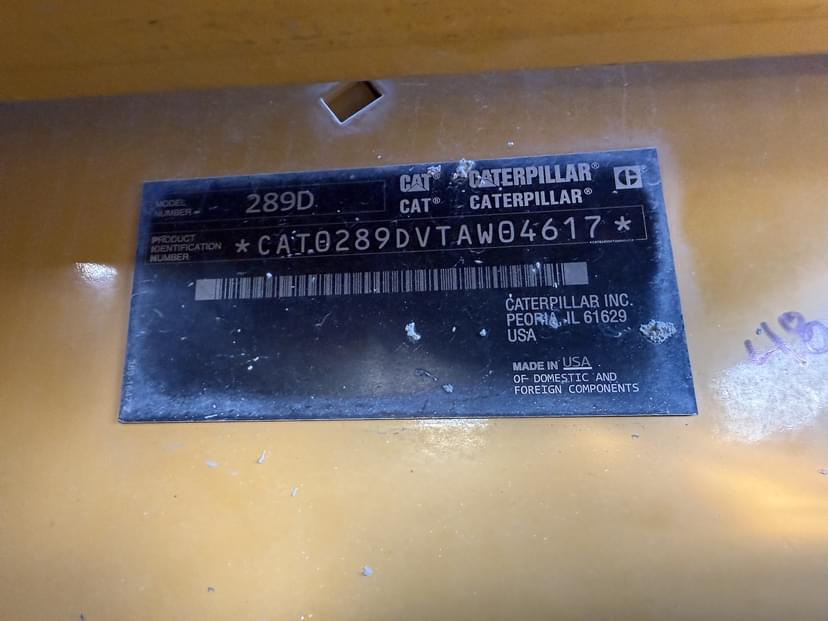 MODEL NUMBER 289D
CAT® CATERPILLAR®
CAT® CATERPILLAR®
PRODUCT IDENTIFICATION NUMBER *CAT0289DVTAW04617*
CATERPILLAR INC.
PEORIA, IL 61629
USA
MADE IN USA
OF DOMESTIC AND
FOREIGN COMPONENTS